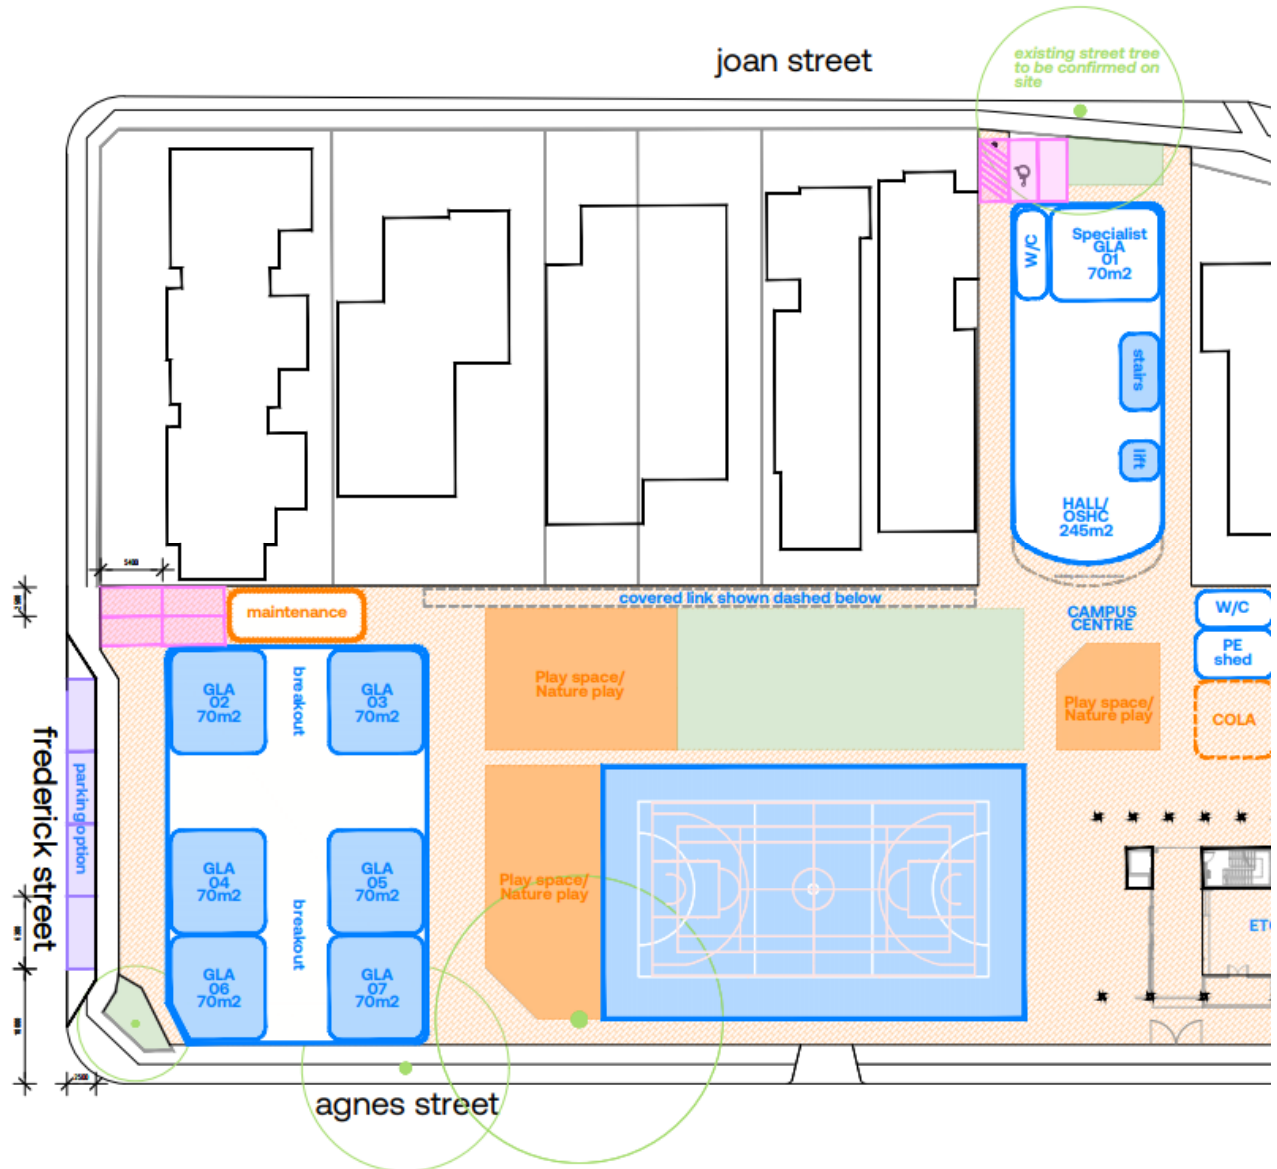 joan street
existing street tree
to be confirmed on
site
W/C
Specialist
GLA
01
70m2
stairs
lift
HALL/
OSHC
245m2
5400
maintenance
covered link shown dashed below
CAMPUS
CENTRE
W/C
PE
shed
COLA
GLA
02
70m2
breakout
GLA
03
70m2
Play space/
Nature play
Play space/
Nature play
frederick street
parking option
GLA
04
70m2
GLA
05
70m2
breakout
GLA
06
70m2
GLA
07
70m2
Play space/
Nature play
2500
agnes street